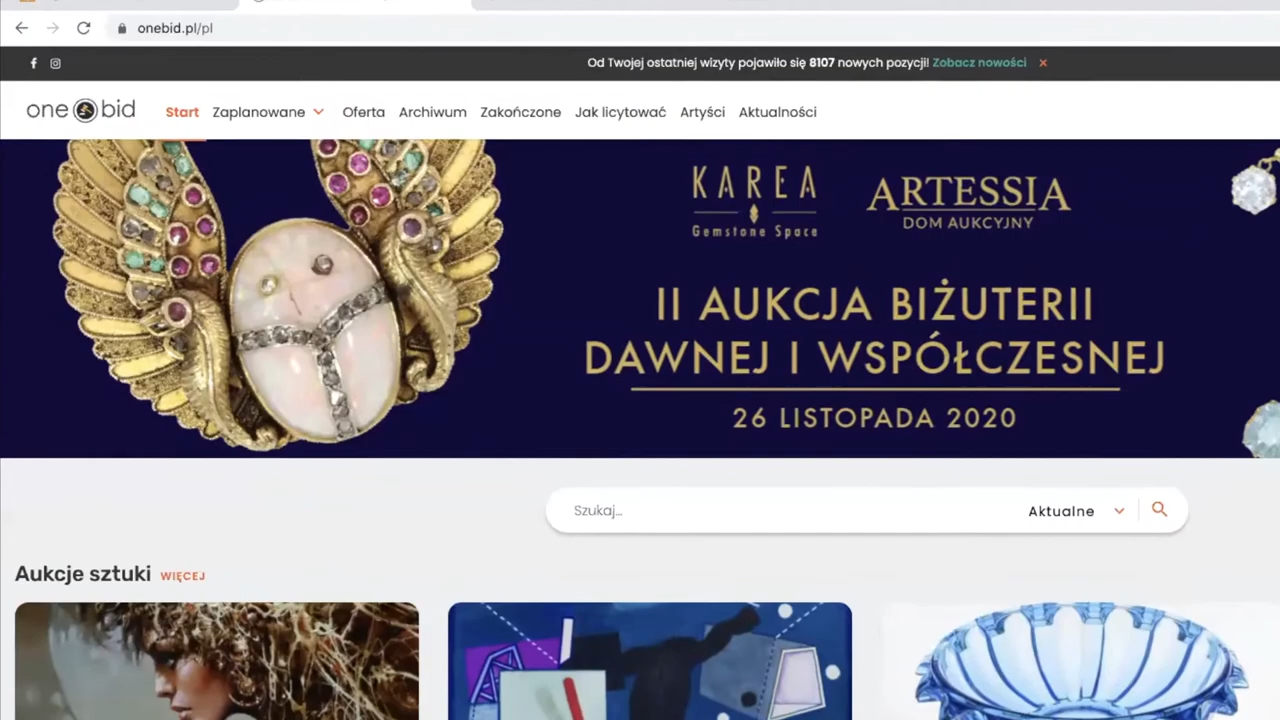 onebid.pl/pl
Od Twojej ostatniej wizyty pojawiło się 8107 nowych pozycji! Zobacz nowości ×
one bid Start Zaplanowane Oferta Archiwum Zakończone Jak licytować Artyści Aktualności
KAREA
Gemstone Space
ARTESSIA
DOM AUKCYJNY
II AUKCJA BIŻUTERII
DAWNEJ I WSPÓŁCZESNEJ
26 LISTOPADA 2020
Szukaj... Aktualne
Aukcje sztuki WIĘCEJ